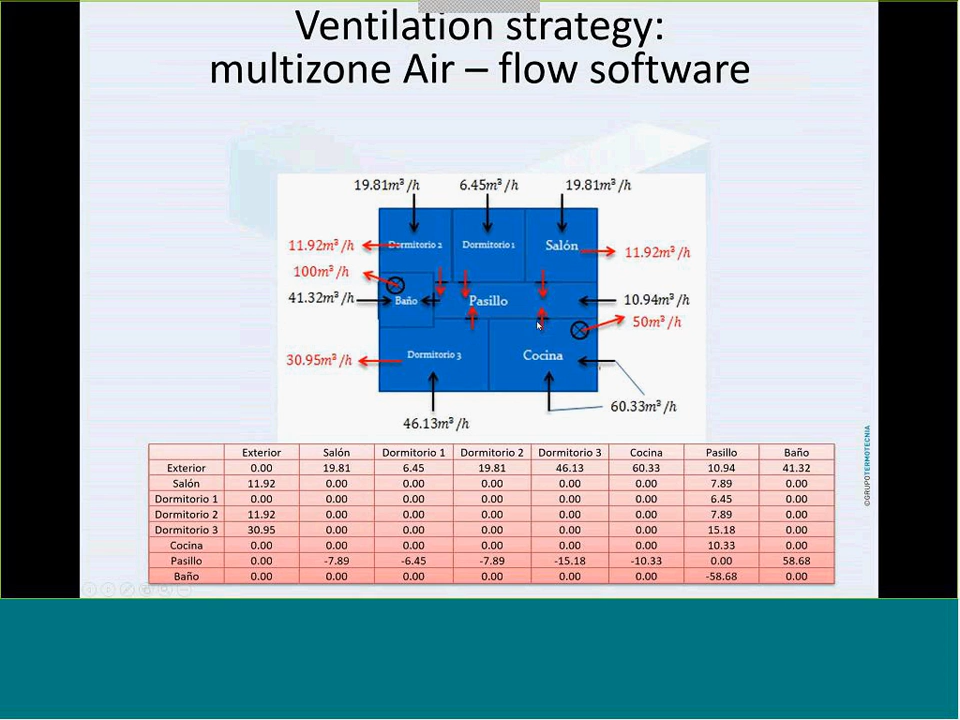 Ventilation strategy:
multizone Air – flow software
19.81m³/h 6.45m³/h 19.81m³/h
11.92m³/h Dormitorio 2 Dormitorio 1 Salón 11.92m³/h
100m³/h
41.32m³/h Baño Pasillo 10.94m³/h
50m³/h
30.95m³/h Dormitorio 3 Cocina
60.33m³/h
46.13m³/h
Exterior Salón Dormitorio 1 Dormitorio 2 Dormitorio 3 Cocina Pasillo Baño
Exterior 0.00 19.81 6.45 19.81 46.13 60.33 10.94 41.32
Salón 11.92 0.00 0.00 0.00 0.00 0.00 7.89 0.00
Dormitorio 1 0.00 0.00 0.00 0.00 0.00 0.00 6.45 0.00
Dormitorio 2 11.92 0.00 0.00 0.00 0.00 0.00 7.89 0.00
Dormitorio 3 30.95 0.00 0.00 0.00 0.00 0.00 15.18 0.00
Cocina 0.00 0.00 0.00 0.00 0.00 0.00 10.33 0.00
Pasillo 0.00 -7.89 -6.45 -7.89 -15.18 -10.33 0.00 58.68
Baño 0.00 0.00 0.00 0.00 0.00 0.00 -58.68 0.00
©GRUPOTERMOTECNIA